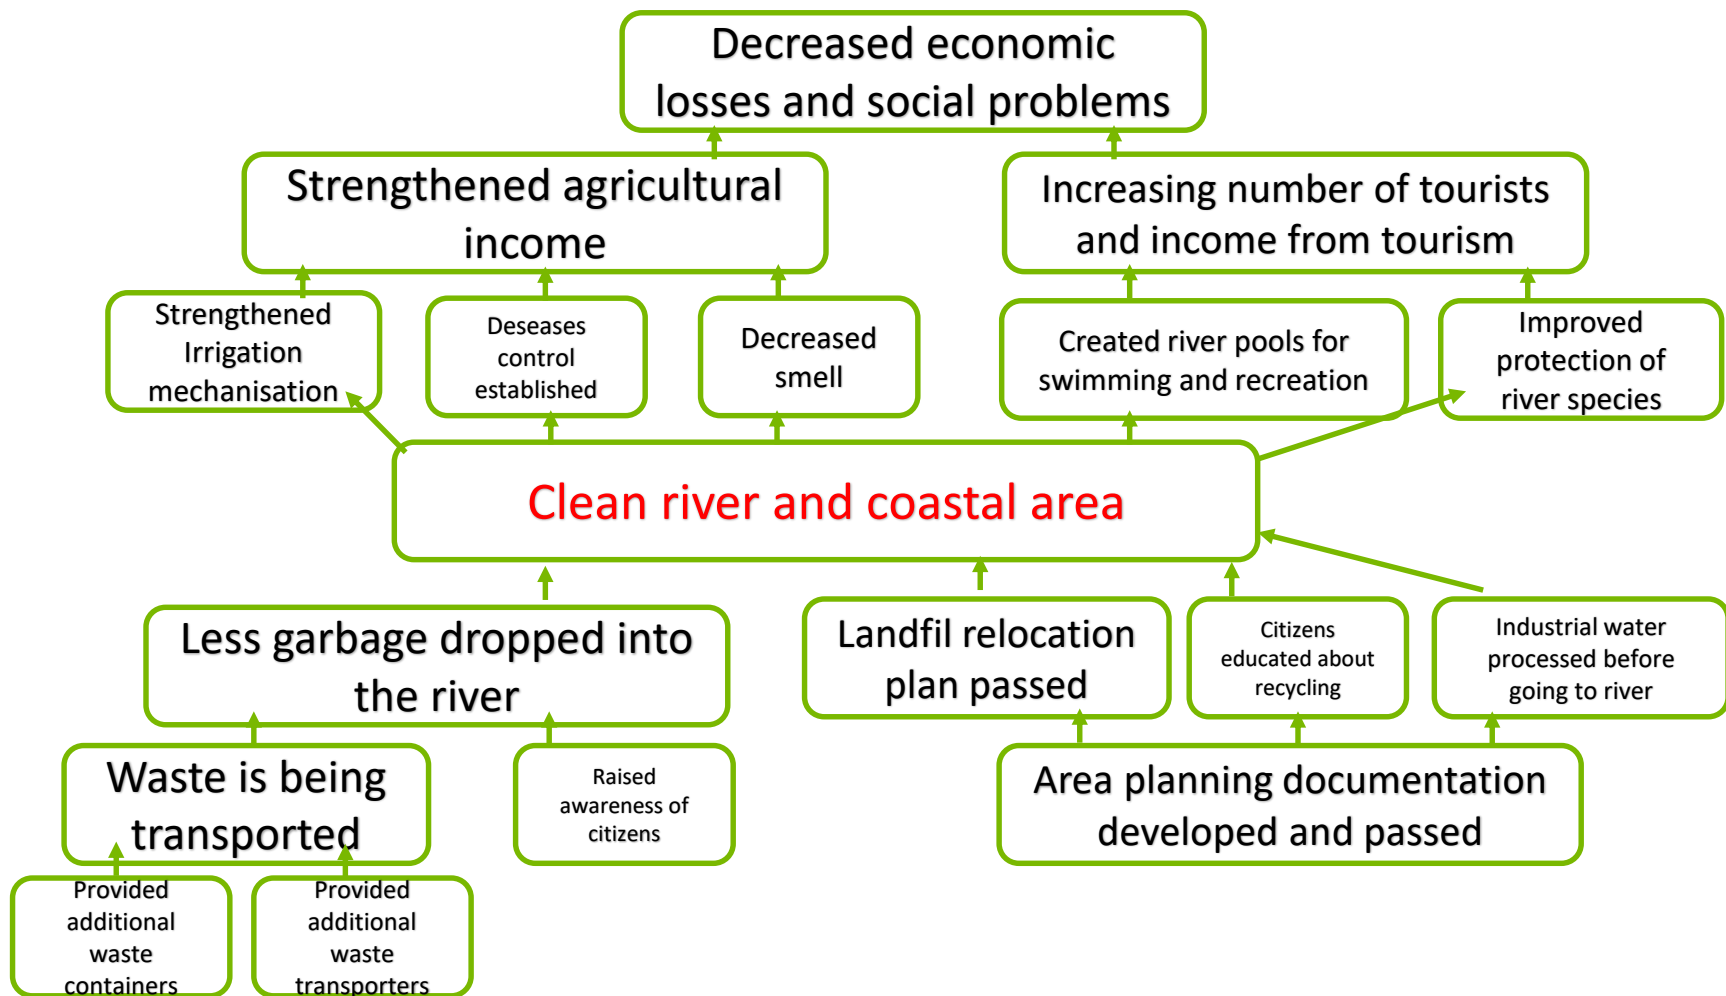 Decreased economic
losses and social problems
Strengthened agricultural
income
Increasing number of tourists
and income from tourism
Strengthened
Irrigation
mechanisation
Deseases
control
established
Decreased
smell
Created river pools for
swimming and recreation
Improved
protection of
river species
Clean river and coastal area
Less garbage dropped into
the river
Landfil relocation
plan passed
Citizens
educated about
recycling
Industrial water
processed before
going to river
Waste is being
transported
Raised
awareness of
citizens
Area planning documentation
developed and passed
Provided
additional
waste
containers
Provided
additional
waste
transporters